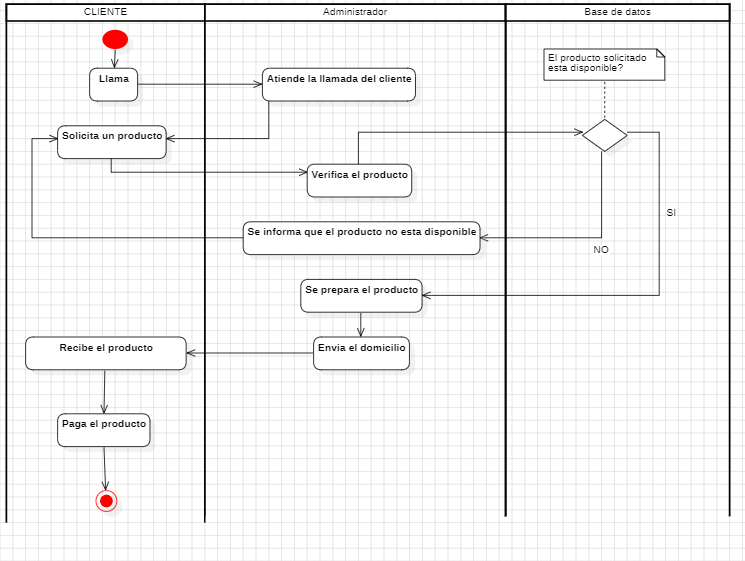 CLIENTE
Administrador
Base de datos
El producto solicitado
esta disponible?
Llama
Atiende la llamada del cliente
Solicita un producto
Verifica el producto
SI
Se informa que el producto no esta disponible
NO
Se prepara el producto
Recibe el producto
Envia el domicilio
Paga el producto